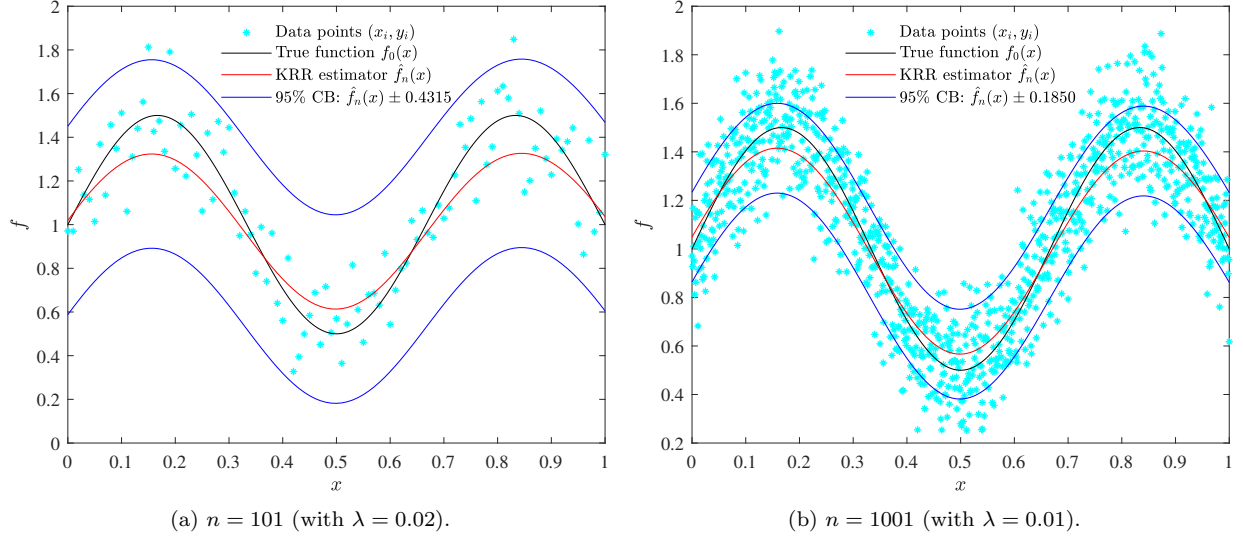 Data points (x_i, y_i)
True function f_0(x)
KRR estimator f̂_n(x)
95% CB: f̂_n(x) ± 0.4315
2
1.8
1.6
1.4
1.2
1
0.8
0.6
0.4
0.2
0
f
0 0.1 0.2 0.3 0.4 0.5 0.6 0.7 0.8 0.9 1
x
(a) n = 101 (with λ = 0.02).
Data points (x_i, y_i)
True function f_0(x)
KRR estimator f̂_n(x)
95% CB: f̂_n(x) ± 0.1850
2
1.8
1.6
1.4
1.2
1
0.8
0.6
0.4
0.2
f
0 0.1 0.2 0.3 0.4 0.5 0.6 0.7 0.8 0.9 1
x
(b) n = 1001 (with λ = 0.01).